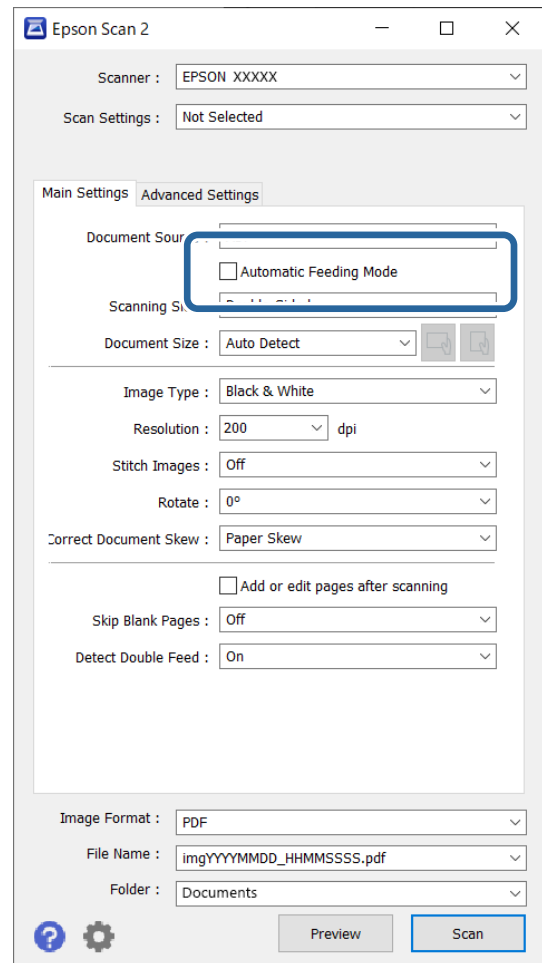 Epson Scan 2
Scanner : EPSON XXXXX
Scan Settings : Not Selected
Main Settings Advanced Settings
Document
Automatic Feeding Mode
Scanning
Document Size : Auto Detect
Image Type : Black & White
Resolution : 200 dpi
Stitch Images : Off
Rotate : 0°
Correct Document Skew : Paper Skew
Add or edit pages after scanning
Skip Blank Pages : Off
Detect Double Feed : On
Image Format : PDF
File Name : imgYYYYMMDD_HHMMSSSS.pdf
Folder : Documents
? Preview Scan